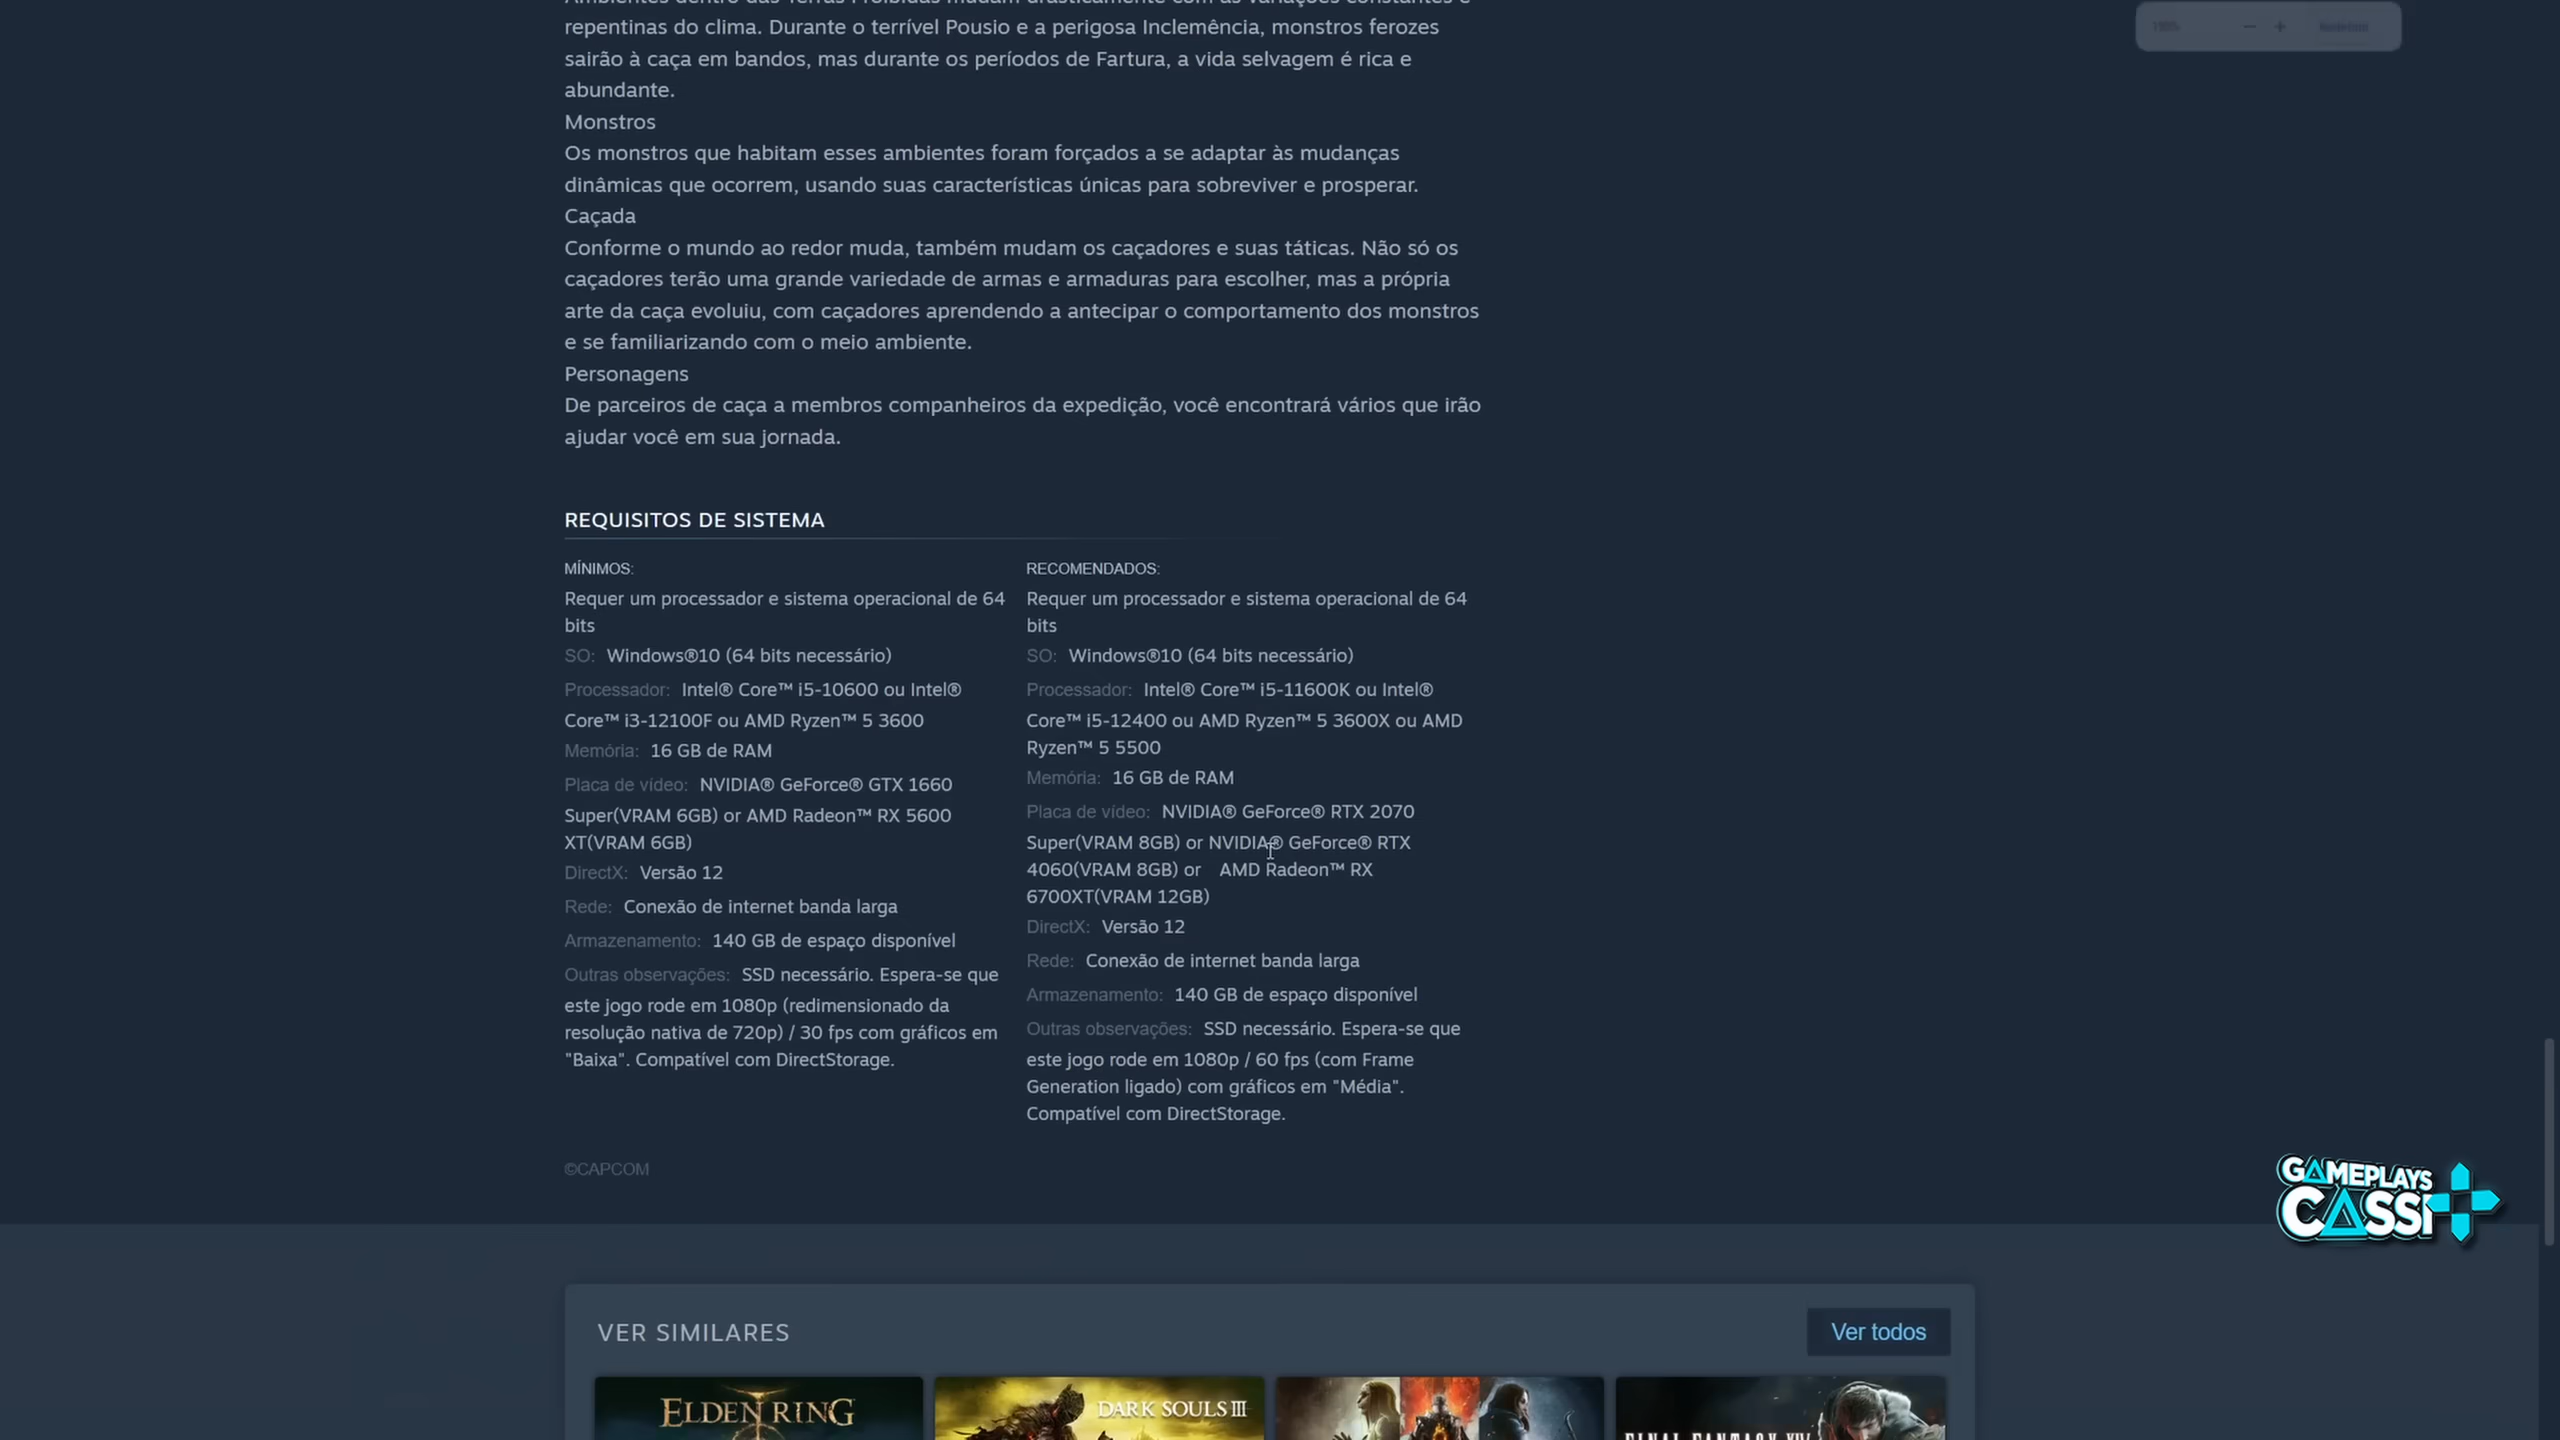 repentinas do clima. Durante o terrível Pousio e a perigosa Inclemência, monstros ferozes
sairão à caça em bandos, mas durante os períodos de Fartura, a vida selvagem é rica e
abundante.
Monstros
Os monstros que habitam esses ambientes foram forçados a se adaptar às mudanças
dinâmicas que ocorrem, usando suas características únicas para sobreviver e prosperar.
Caçada
Conforme o mundo ao redor muda, também mudam os caçadores e suas táticas. Não só os
caçadores terão uma grande variedade de armas e armaduras para escolher, mas a própria
arte da caça evoluiu, com caçadores aprendendo a antecipar o comportamento dos monstros
e se familiarizando com o meio ambiente.
Personagens
De parceiros de caça a membros companheiros da expedição, você encontrará vários que irão
ajudar você em sua jornada.
REQUISITOS DE SISTEMA
MÍNIMOS:
Requer um processador e sistema operacional de 64
bits
SO: Windows®10 (64 bits necessário)
Processador: Intel® Core™ i5-10600 ou Intel®
Core™ i3-12100F ou AMD Ryzen™ 5 3600
Memória: 16 GB de RAM
Placa de vídeo: NVIDIA® GeForce® GTX 1660
Super(VRAM 6GB) or AMD Radeon™ RX 5600
XT(VRAM 6GB)
DirectX: Versão 12
Rede: Conexão de internet banda larga
Armazenamento: 140 GB de espaço disponível
Outras observações: SSD necessário. Espera-se que
este jogo rode em 1080p (redimensionado da
resolução nativa de 720p) / 30 fps com gráficos em
"Baixa". Compatível com DirectStorage.
RECOMENDADOS:
Requer um processador e sistema operacional de 64
bits
SO: Windows®10 (64 bits necessário)
Processador: Intel® Core™ i5-11600K ou Intel®
Core™ i5-12400 ou AMD Ryzen™ 5 3600X ou AMD
Ryzen™ 5 5500
Memória: 16 GB de RAM
Placa de vídeo: NVIDIA® GeForce® RTX 2070
Super(VRAM 8GB) or NVIDIA® GeForce® RTX
4060(VRAM 8GB) or AMD Radeon™ RX
6700XT(VRAM 12GB)
DirectX: Versão 12
Rede: Conexão de internet banda larga
Armazenamento: 140 GB de espaço disponível
Outras observações: SSD necessário. Espera-se que
este jogo rode em 1080p / 60 fps (com Frame
Generation ligado) com gráficos em "Média".
Compatível com DirectStorage.
©CAPCOM
GAMEPLAYS
CASSI
VER SIMILARES
Ver todos
ELDEN RING
DARK SOULS III
FINAL FANTASY XIV